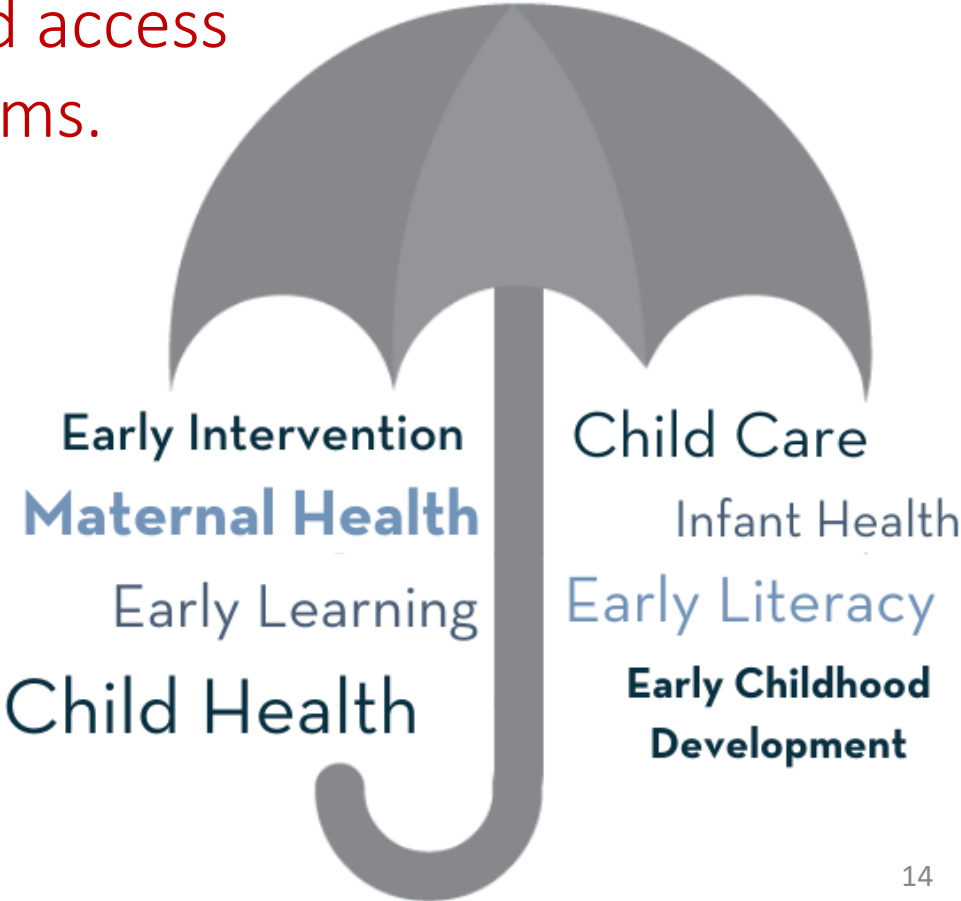 access
Early Intervention
Child Care
Maternal Health
Infant Health
Early Learning
Early Literacy
Child Health
Early Childhood
Development
14